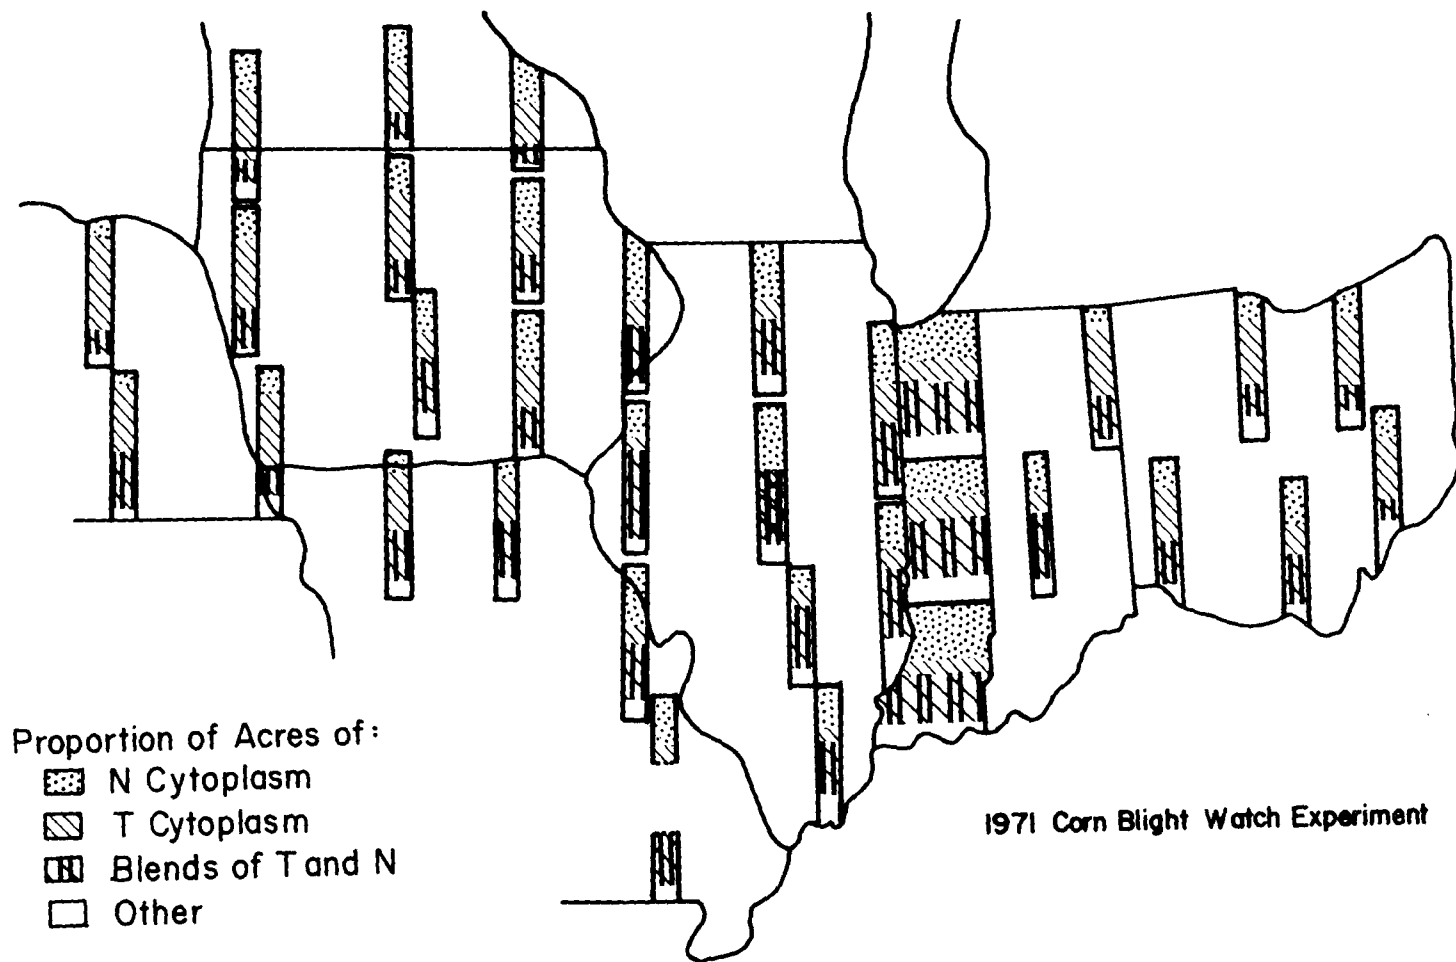 Proportion of Acres of:
N Cytoplasm
T Cytoplasm
Blends of T and N
Other
1971 Corn Blight Watch Experiment